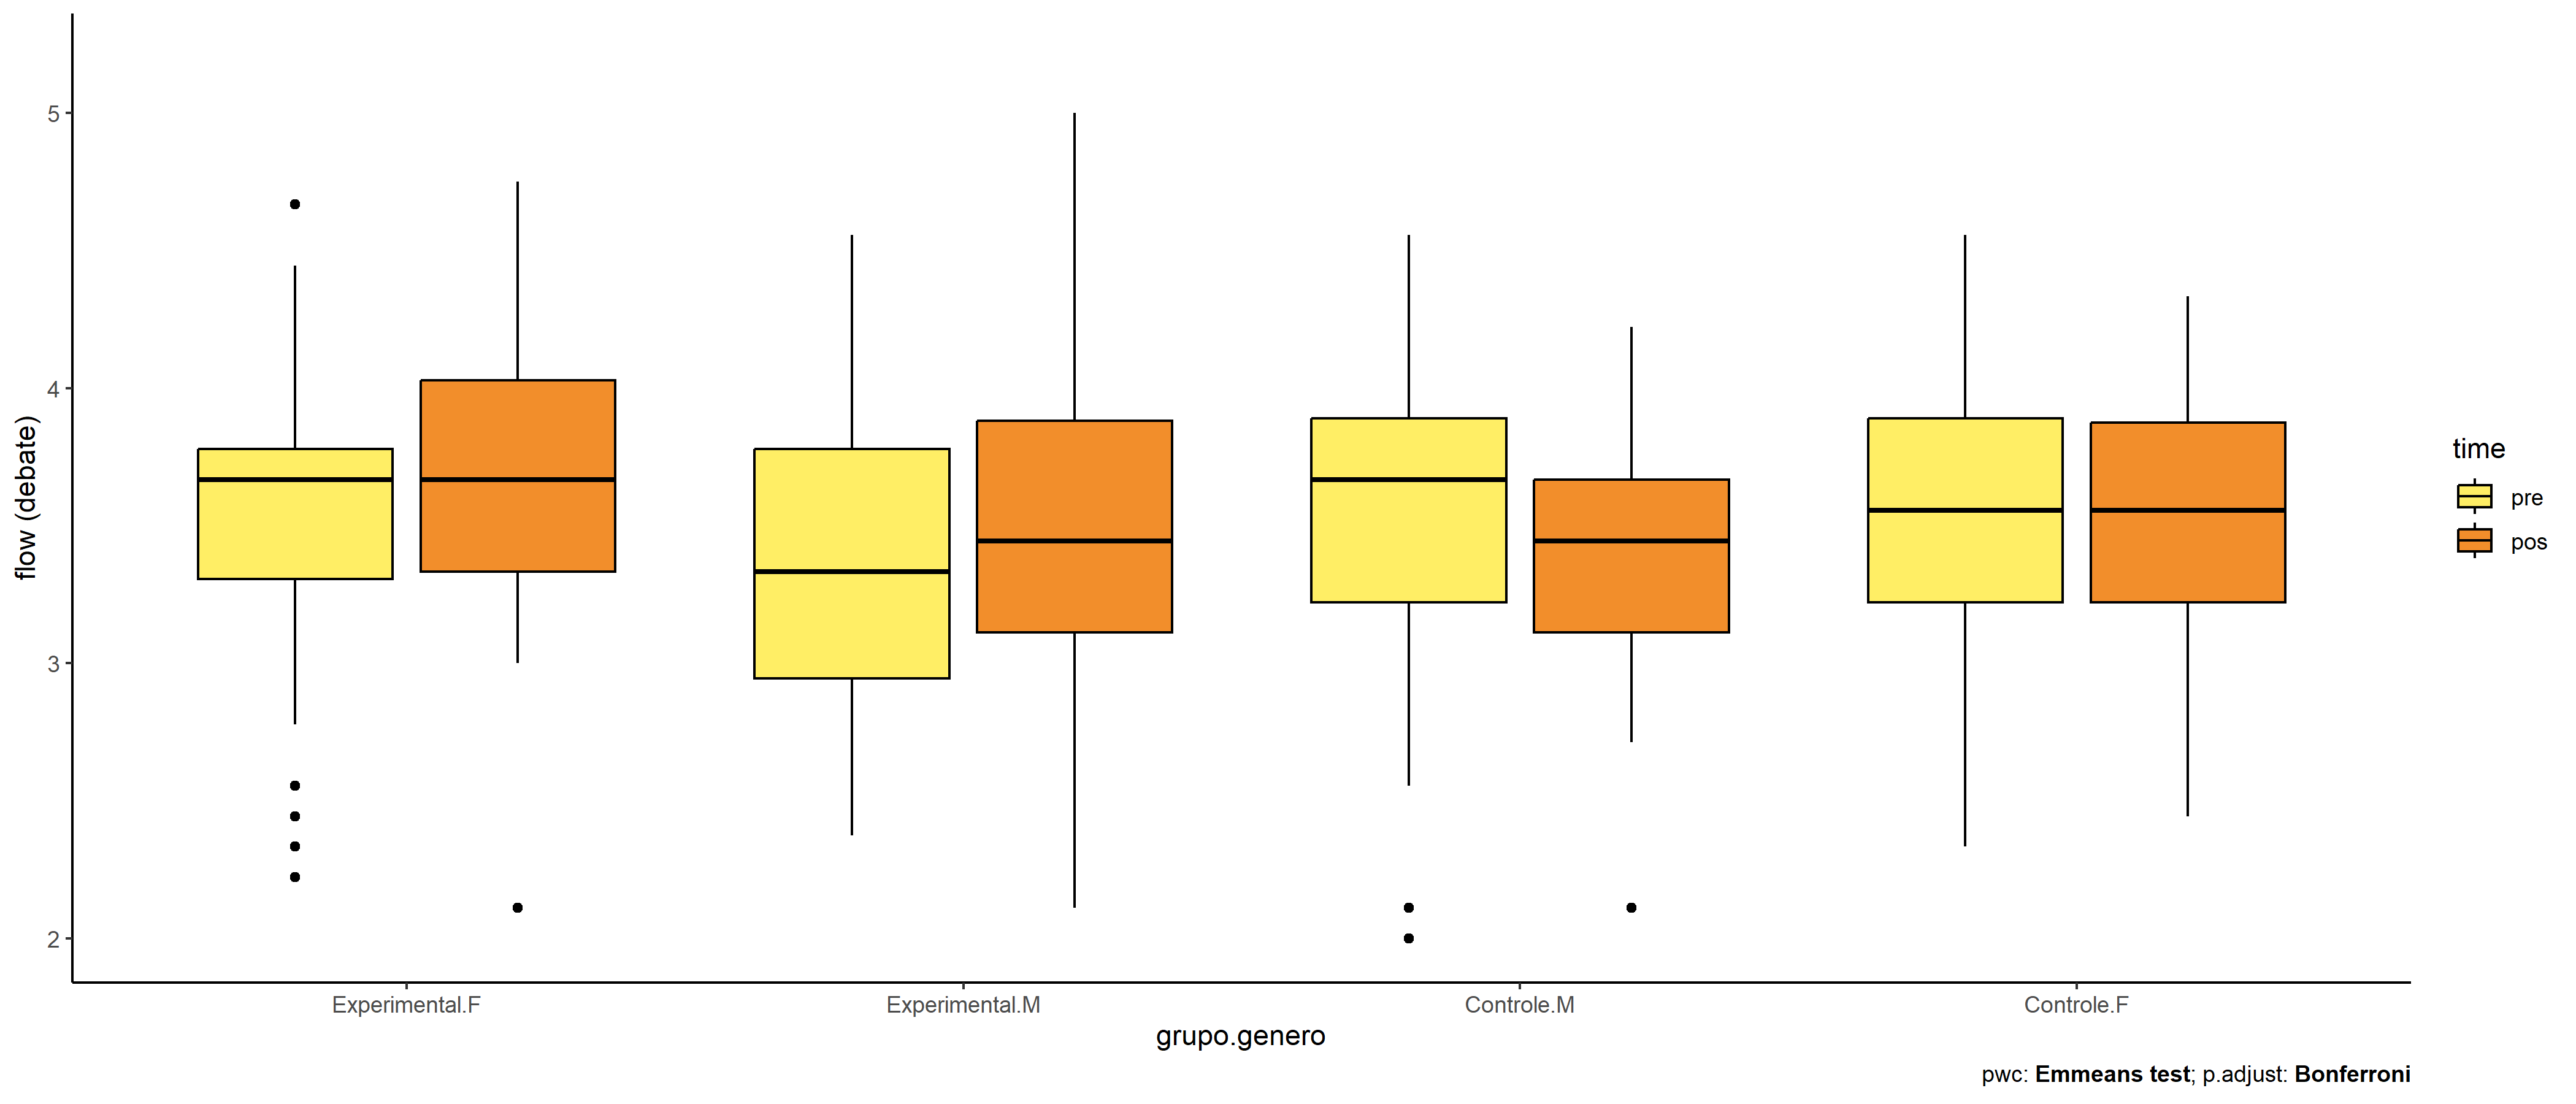 flow (debate)
5
4
3
2
Experimental.F
Experimental.M
Controle.M
Controle.F
grupo.genero
time
pre
pos
pwc: Emmeans test; p.adjust: Bonferroni